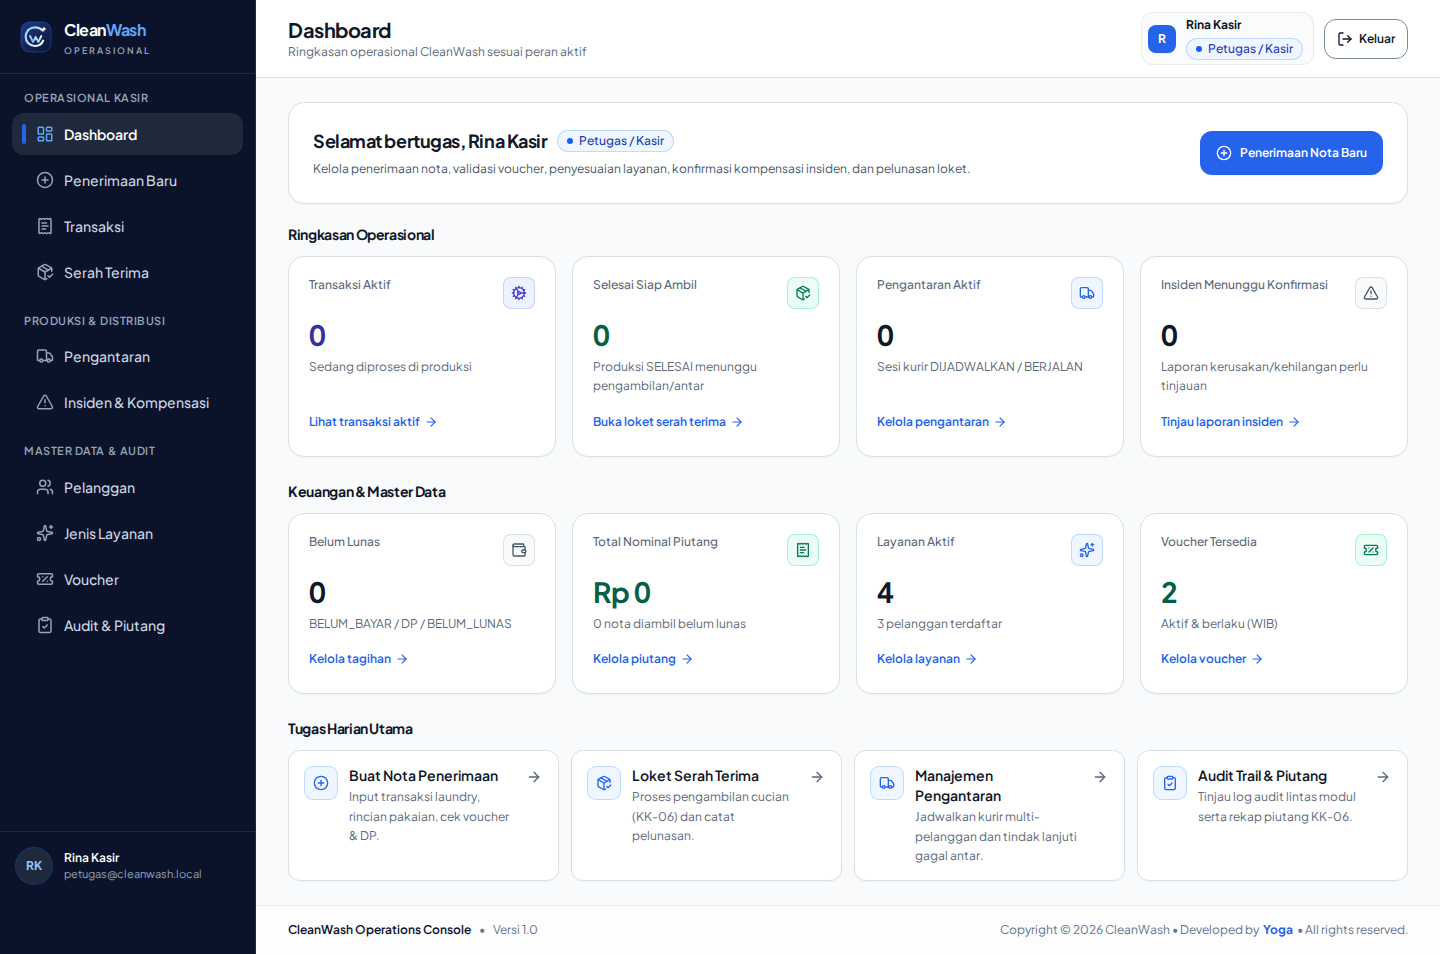 CleanWash
OPERASIONAL
OPERASIONAL KASIR
Dashboard
Penerimaan Baru
Transaksi
Serah Terima
PRODUKSI & DISTRIBUSI
Pengantaran
Insiden & Kompensasi
MASTER DATA & AUDIT
Pelanggan
Jenis Layanan
Voucher
Audit & Piutang
RK
Rina Kasir
petugas@cleanwash.local
Dashboard
Ringkasan operasional CleanWash sesuai peran aktif
R
Rina Kasir
Petugas / Kasir
Keluar
Selamat bertugas, Rina Kasir
Petugas / Kasir
Kelola penerimaan nota, validasi voucher, penyesuaian layanan, konfirmasi kompensasi insiden, dan pelunasan loket.
Penerimaan Nota Baru
Ringkasan Operasional
Transaksi Aktif
0
Sedang diproses di produksi
Lihat transaksi aktif
Selesai Siap Ambil
0
Produksi SELESAI menunggu
pengambilan/antar
Buka loket serah terima
Pengantaran Aktif
0
Sesi kurir DIJADWALKAN / BERJALAN
Kelola pengantaran
Insiden Menunggu Konfirmasi
0
Laporan kerusakan/kehilangan perlu
tinjauan
Tinjau laporan insiden
Keuangan & Master Data
Belum Lunas
0
BELUM_BAYAR / DP / BELUM_LUNAS
Kelola tagihan
Total Nominal Piutang
Rp 0
0 nota diambil belum lunas
Kelola piutang
Layanan Aktif
4
3 pelanggan terdaftar
Kelola layanan
Voucher Tersedia
2
Aktif & berlaku (WIB)
Kelola voucher
Tugas Harian Utama
Buat Nota Penerimaan
Input transaksi laundry,
rincian pakaian, cek voucher
& DP.
Loket Serah Terima
Proses pengambilan cucian
(KK-06) dan catat
pelunasan.
Manajemen
Pengantaran
Jadwalkan kurir multi-
pelanggan dan tindak lanjuti
gagal antar.
Audit Trail & Piutang
Tinjau log audit lintas modul
serta rekap piutang KK-06.
CleanWash Operations Console • Versi 1.0
Copyright © 2026 CleanWash • Developed by Yoga • All rights reserved.